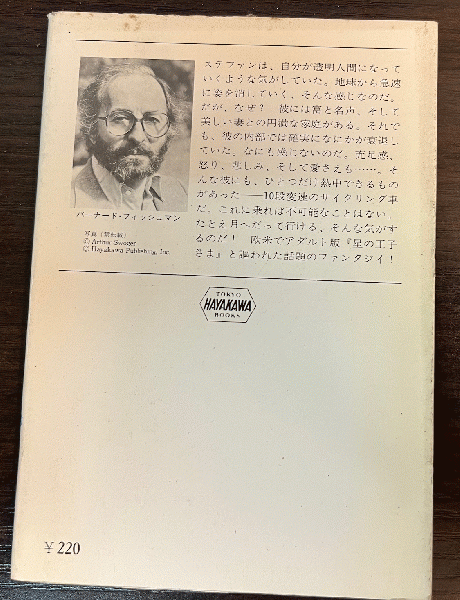 ステファンは、自分が透明人間になって
いくような気がしていた。地球から急速
に姿を消していく、そんな感じなのだ。
だが、なぜ? 彼には富と名声、そして
美しい妻との円満な家庭がある。それで
も、彼の内部では確実になにかが衰退し
ていた。なにも感じないのだ。充足感、
怒り、悲しみ、そして愛さえも……。そ
んな彼にも、ひとつだけ熱中できるもの
があった――10段変速のサイクリング車
だ。これに乗れば不可能なことはない、
たとえ月へだって行ける、そんな気がす
るのだ! 欧米でアダルト版『星の王子
さま』と謳われた話題のファンタジイ!
バーナード・フィッシュマン
写真
© Arthur Swoger
© Hayakawa Publishing, Inc.
TOKYO
HAYAKAWA
BOOKS
¥220